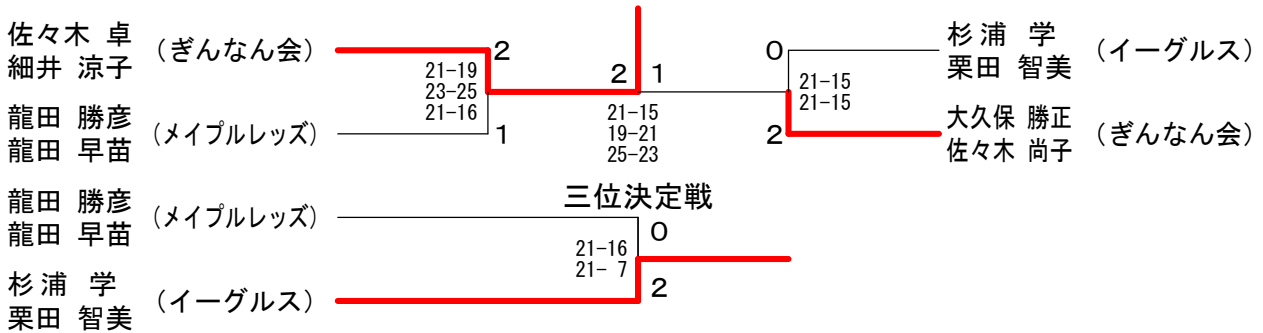 佐々木 卓
細井 涼子
(ぎんなん会)
2
21-19
23-25
21-16
龍田 勝彦
龍田 早苗
(メイプルレッズ)
1
2
1
21-15
19-21
25-23
0
21-15
21-15
2
杉浦 学
栗田 智美
(イーグルス)
大久保 勝正
佐々木 尚子
(ぎんなん会)
三位決定戦
龍田 勝彦
龍田 早苗
(メイプルレッズ)
0
21-16
21- 7
杉浦 学
栗田 智美
(イーグルス)
2